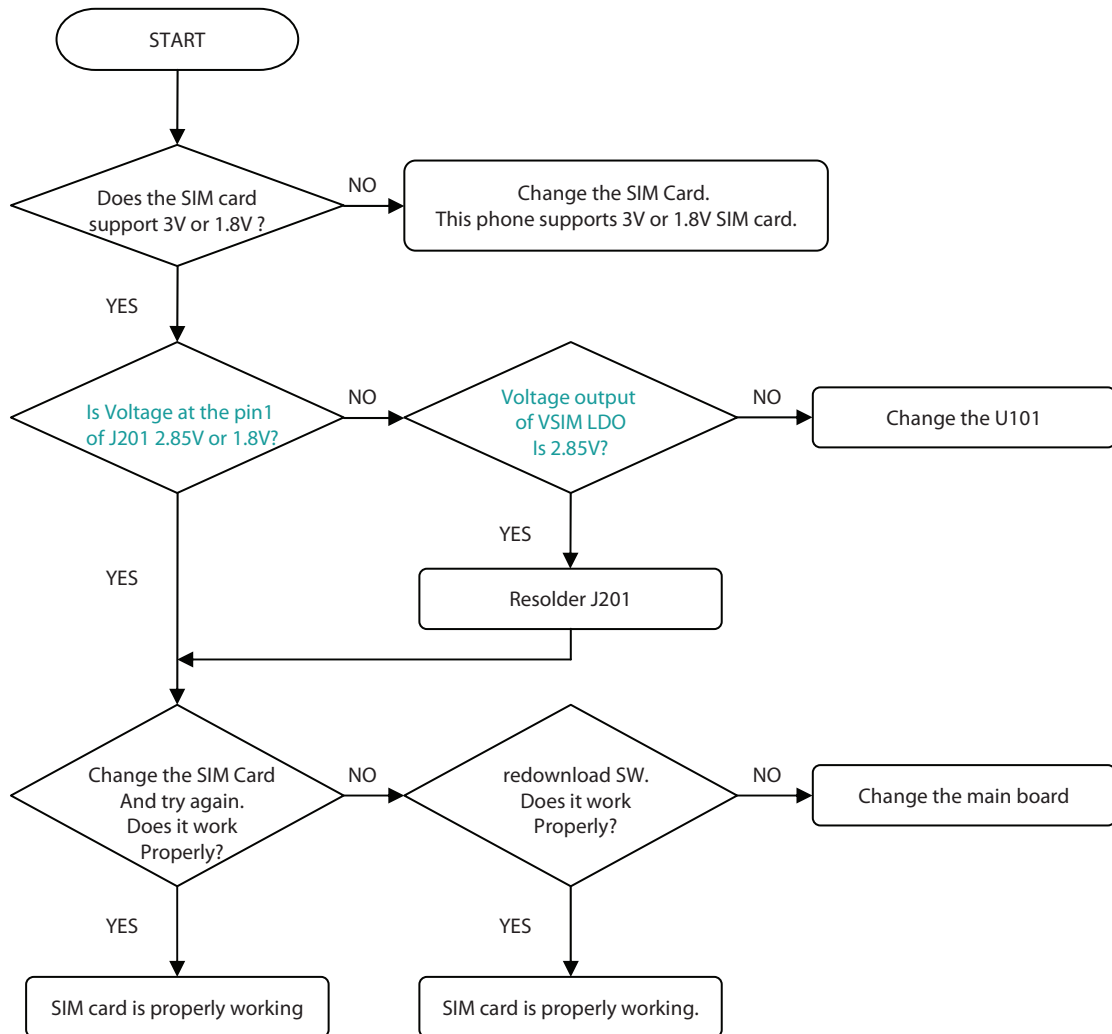 START
Does the SIM card
support 3V or 1.8V ?
NO
Change the SIM Card.
This phone supports 3V or 1.8V SIM card.
YES
Is Voltage at the pin1
of J201 2.85V or 1.8V?
NO
Voltage output
of VSIM LDO
Is 2.85V?
NO
Change the U101
YES
YES
Resolder J201
Change the SIM Card
And try again.
Does it work
Properly?
NO
redownload SW.
Does it work
Properly?
NO
Change the main board
YES
YES
SIM card is properly working
SIM card is properly working.